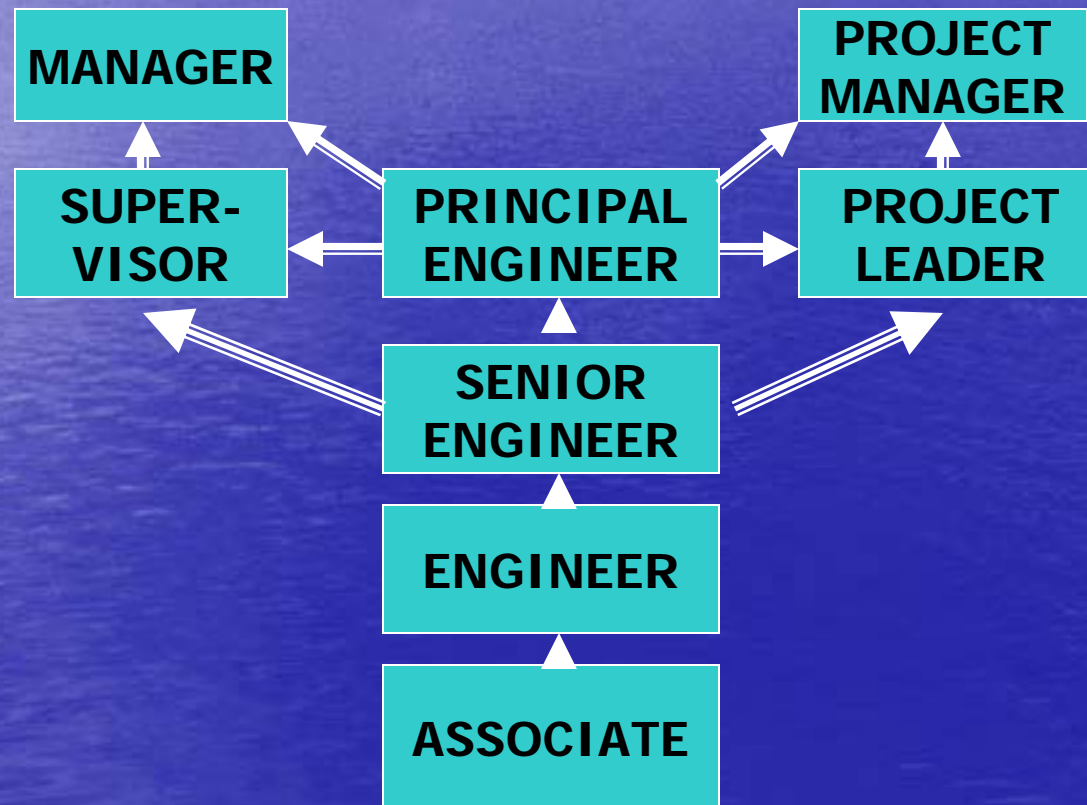 MANAGER
PROJECT
MANAGER
SUPER-
VISOR
PRINCIPAL
ENGINEER
PROJECT
LEADER
SENIOR
ENGINEER
ENGINEER
ASSOCIATE